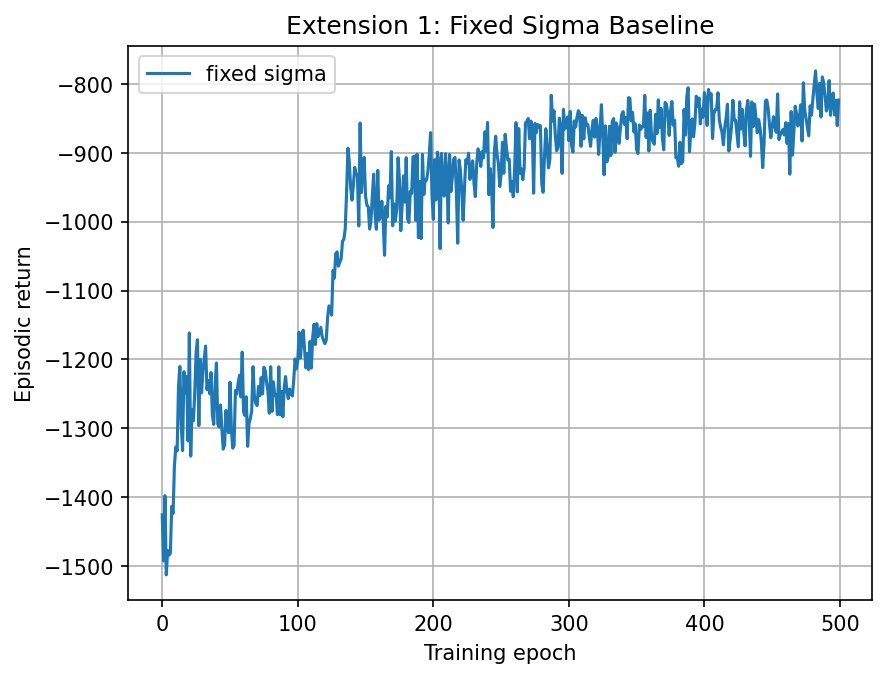 Extension 1: Fixed Sigma Baseline
fixed sigma
Episodic return
−800
−900
−1000
−1100
−1200
−1300
−1400
−1500
0 100 200 300 400 500
Training epoch